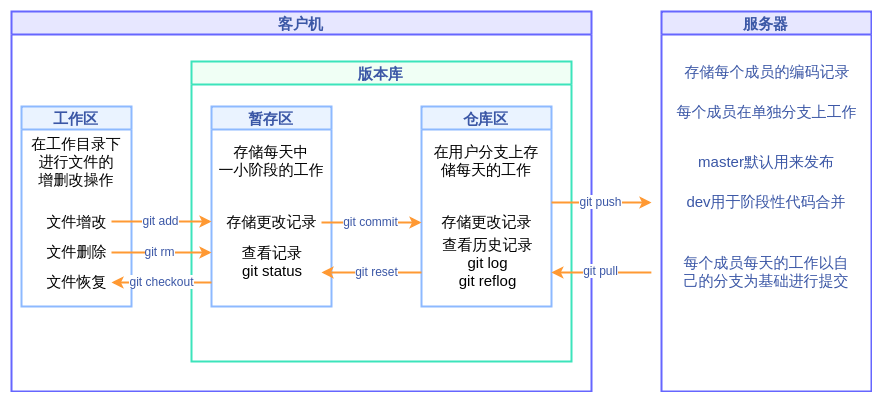 客户机
服务器
版本库
工作区
在工作目录下
进行文件的
增删改操作
文件增改
文件删除
文件恢复
git add
git rm
git checkout
暂存区
存储每天中
一小阶段的工作
存储更改记录
查看记录
git status
git commit
git reset
仓库区
在用户分支上存
储每天的工作
存储更改记录
查看历史记录
git log
git reflog
git push
git pull
存储每个成员的编码记录
每个成员在单独分支上工作
master默认用来发布
dev用于阶段性代码合并
每个成员每天的工作以自
己的分支为基础进行提交